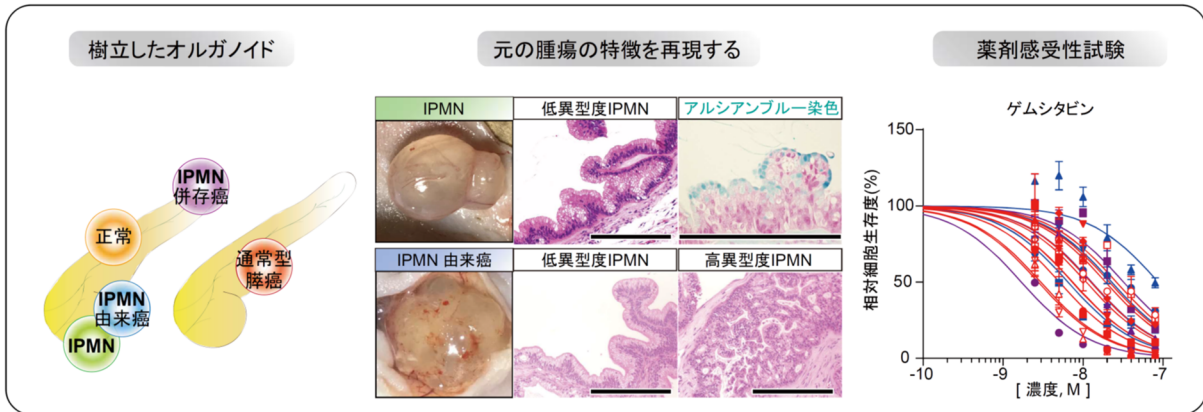 樹立したオルガノイド
IPMN
併存癌
正常
通常型
膵癌
IPMN
由来癌
IPMN
元の腫瘍の特徴を再現する
IPMN
低異型度IPMN
アルシアンブルー染色
IPMN 由来癌
低異型度IPMN
高異型度IPMN
薬剤感受性試験
ゲムシタビン
相対細胞生存度(%)
150
100
50
0
-10
-9
-8
-7
[ 濃度, M ]